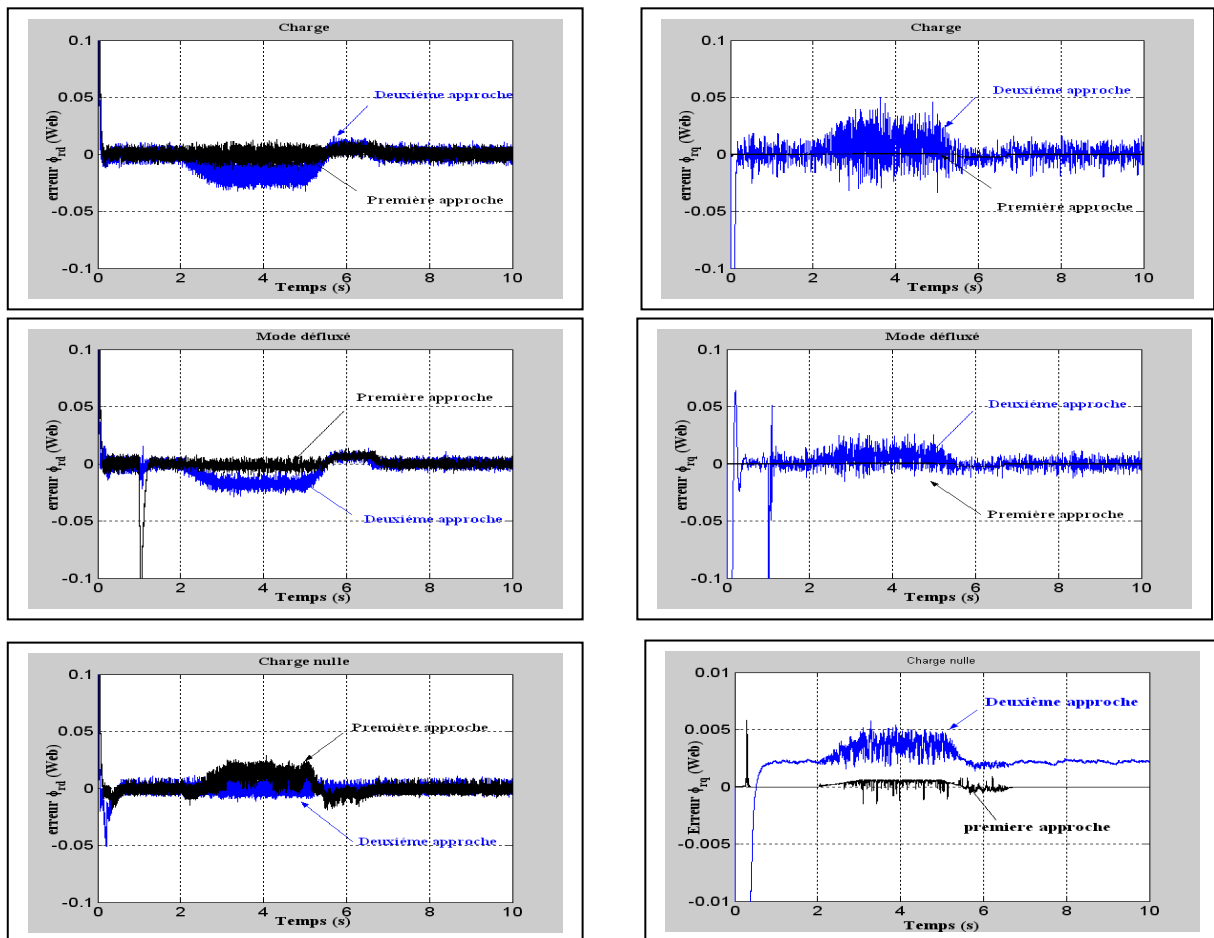 Charge
0.1
0.05
0
-0.05
-0.1
erreur ϕrd (Web)
Deuxiéme approche
Première approche
0 2 4 6 8 10
Temps (s)
Charge
0.1
0.05
0
-0.05
-0.1
erreur ϕrq (Web)
Deuxiéme approche
Première approche
0 2 4 6 8 10
Temps (s)
Mode défluxé
0.1
0.05
0
-0.05
-0.1
erreur ϕrd (Web)
Première approche
Deuxiéme approche
0 2 4 6 8 10
Temps (s)
Mode défluxé
0.1
0.05
0
-0.05
-0.1
erreur ϕrq (Web)
Deuxiéme approche
Première approche
0 2 4 6 8 10
Temps (s)
Charge nulle
0.1
0.05
0
-0.05
-0.1
erreur ϕrd (Web)
Première approche
Deuxiéme approche
0 2 4 6 8 10
Temps (s)
Charge nulle
0.01
0.005
0
-0.005
-0.01
Erreur ϕrq (Web)
Deuxième approche
premiere approche
0 2 4 6 8 10
Temps (s)